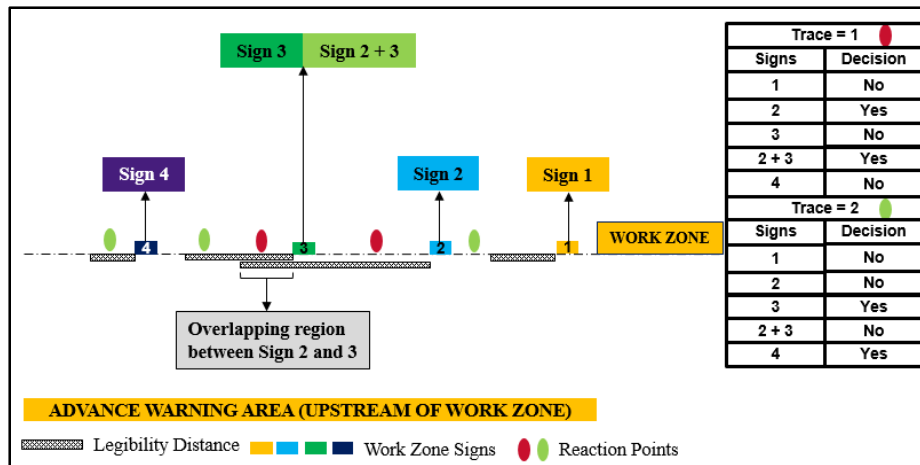 Sign 3 Sign 2 + 3
Sign 4
Sign 2
Sign 1
4
3
2
1
WORK ZONE
Overlapping region
between Sign 2 and 3
ADVANCE WARNING AREA (UPSTREAM OF WORK ZONE)
Legibility Distance Work Zone Signs Reaction Points
Trace = 1
Signs Decision
1 No
2 Yes
3 No
2 + 3 Yes
4 No
Trace = 2
Signs Decision
1 No
2 No
3 Yes
2 + 3 No
4 Yes